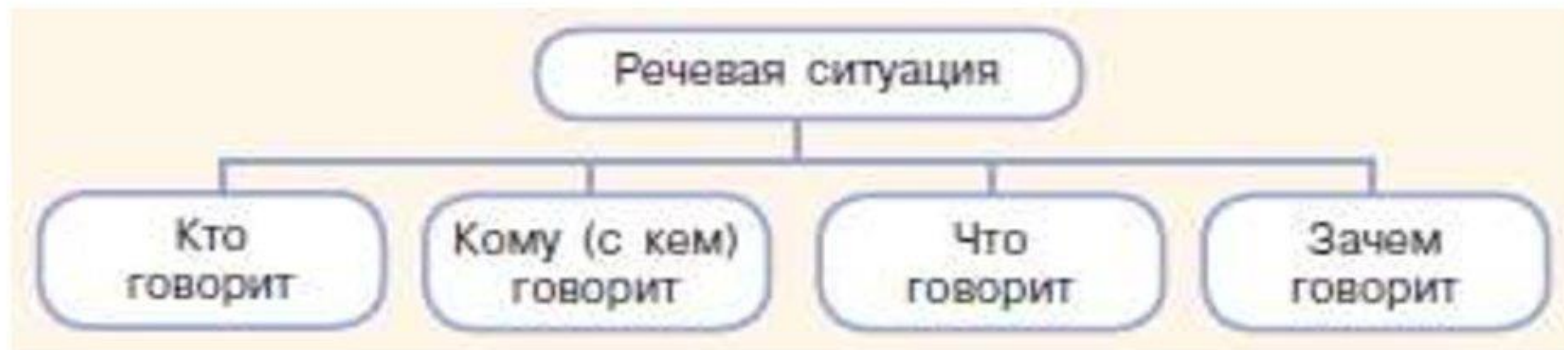 Речевая ситуация
Кто
говорит
Кому (с кем)
говорит
Что
говорит
Зачем
говорит